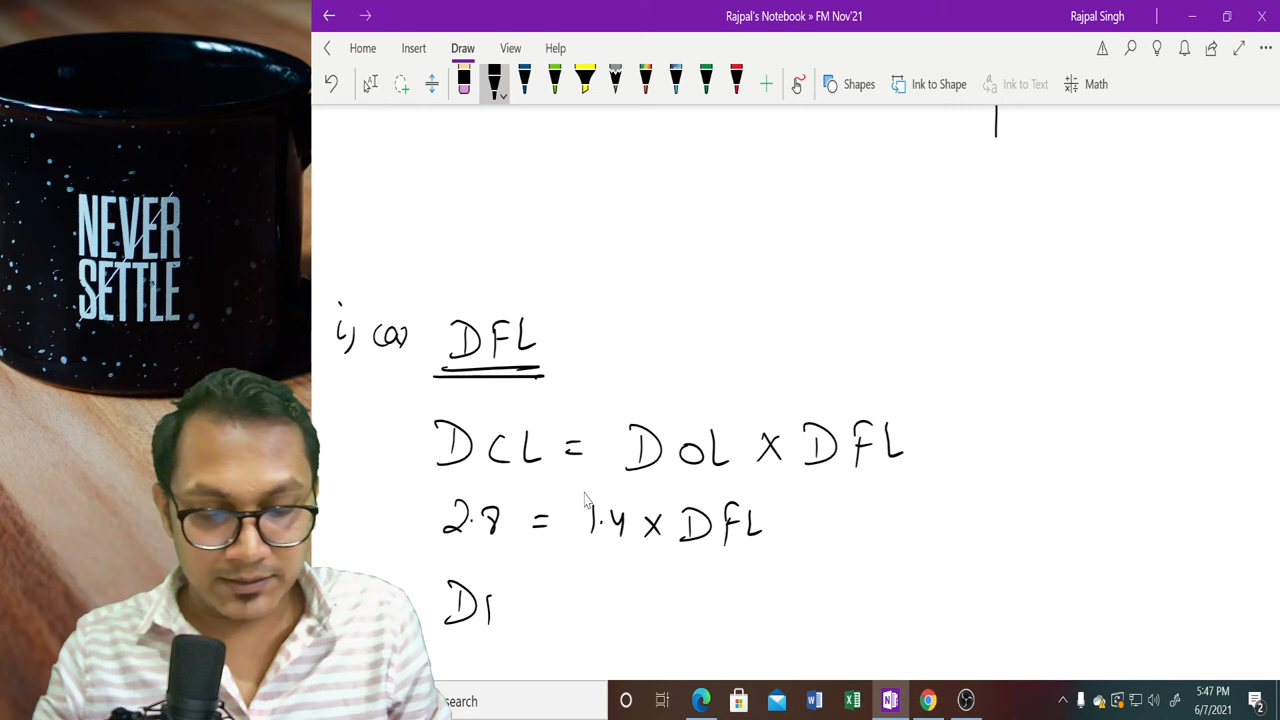 Rajpal's Notebook » FM Nov'21
Rajpal Singh
Home Insert Draw View Help
Shapes Ink to Shape Ink to Text Math
NEVER
SETTLE
i) (a) DFL
DCL = DOL X DFL
2.8 = 1.4 x DFL
DF
search
5:47 PM
6/7/2021
2